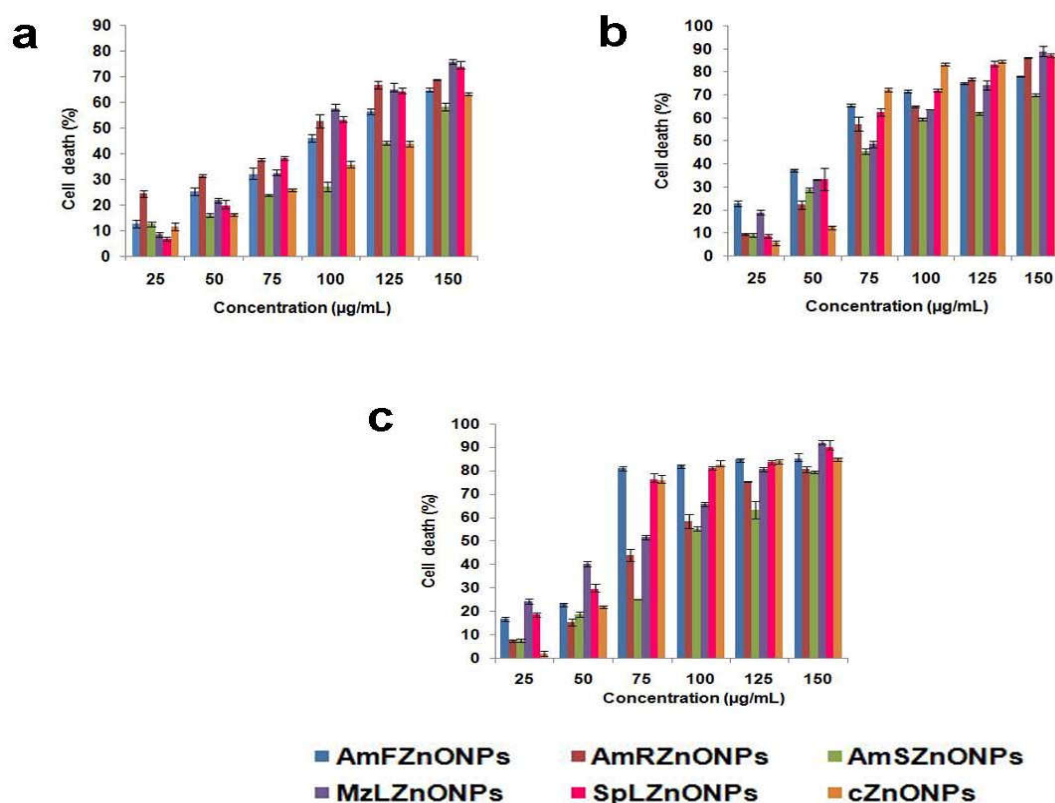 a
90
80
70
60
50
40
30
20
10
0
Cell death (%)
25 50 75 100 125 150
Concentration (µg/mL)
b
100
90
80
70
60
50
40
30
20
10
0
Cell death (%)
25 50 75 100 125 150
Concentration (µg/mL)
c
100
90
80
70
60
50
40
30
20
10
0
Cell death (%)
25 50 75 100 125 150
Concentration (µg/mL)
AmFZnONPs AmRZnONPs AmSZnONPs
MzLZnONPs SpLZnONPs cZnONPs